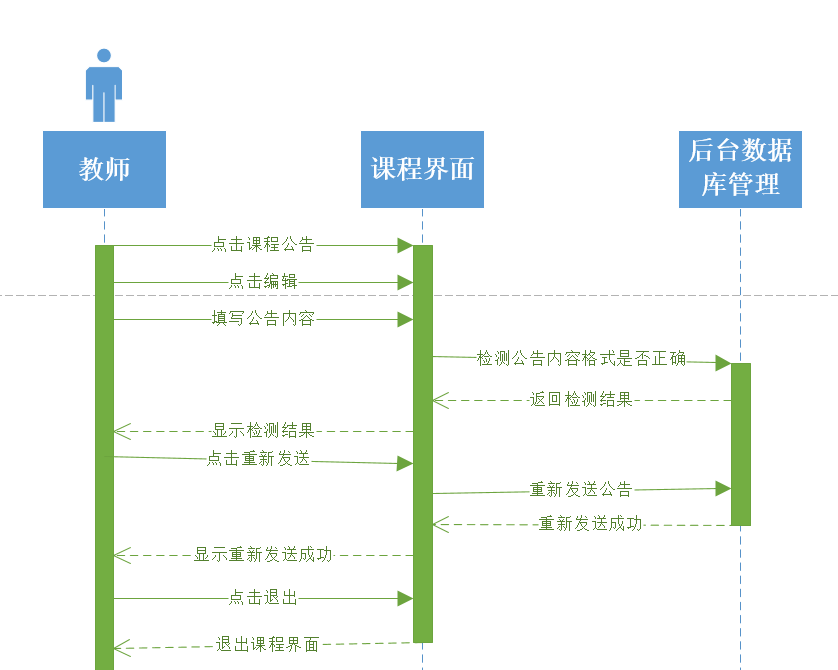 教师
课程界面
后台数据
库管理
点击课程公告
点击编辑
填写公告内容
检测公告内容格式是否正确
返回检测结果
显示检测结果
点击重新发送
重新发送公告
重新发送成功
显示重新发送成功
点击退出
退出课程界面